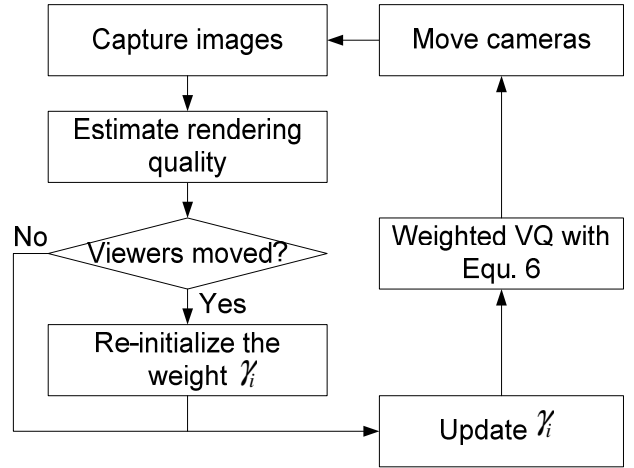 Capture images
Move cameras
Estimate rendering
quality
No
Viewers moved?
Weighted VQ with
Equ. 6
Yes
Re-initialize the
weight γi
Update γi